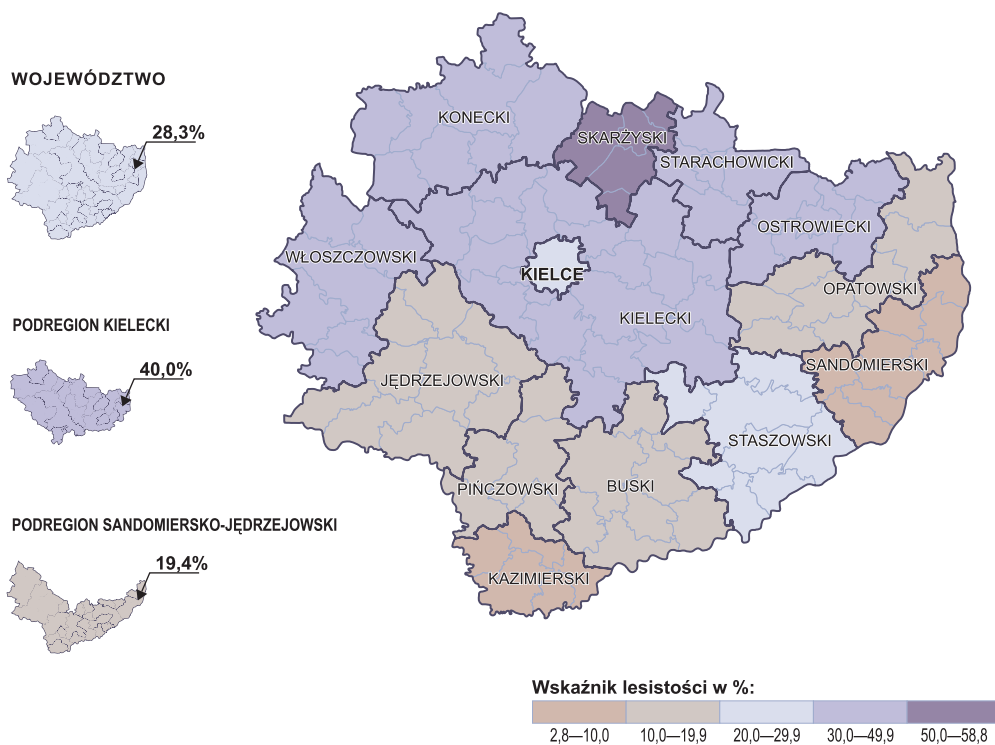 WOJEWÓDZTWO
28,3%
PODREGION KIELECKI
40,0%
PODREGION SANDOMIERSKO-JĘDRZEJOWSKI
19,4%
KONECKI
SKARŻYSKI
STARACHOWICKI
OSTROWIECKI
WŁOSZCZOWSKI
KIELCE
OPATOWSKI
KIELECKI
SANDOMIERSKI
JĘDRZEJOWSKI
STASZOWSKI
PIŃCZOWSKI
BUSKI
KAZIMIERSKI
Wskaźnik lesistości w %:
2,8—10,0 10,0—19,9 20,0—29,9 30,0—49,9 50,0—58,8